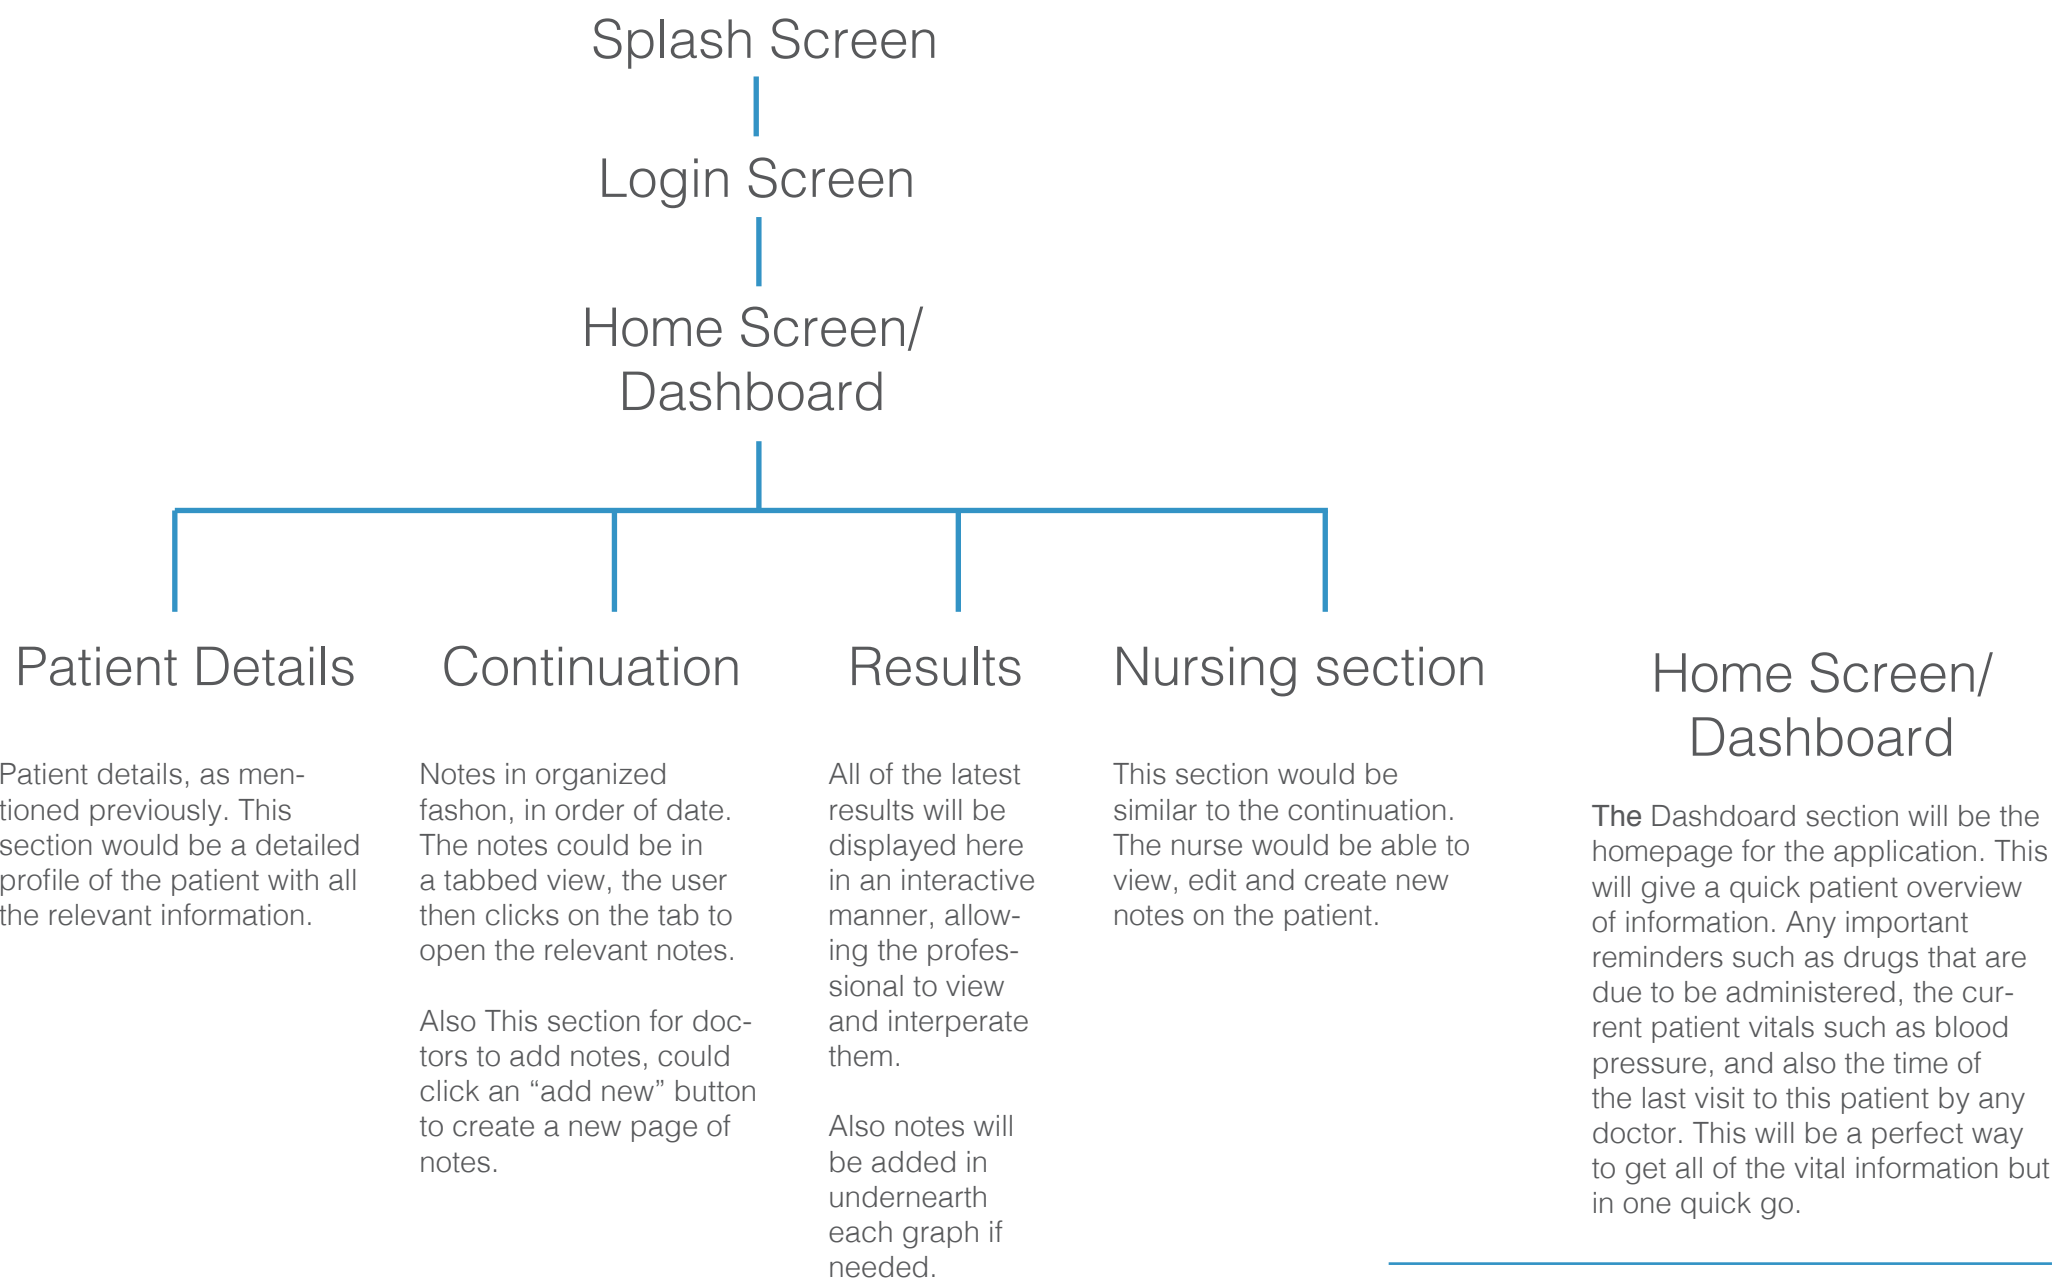 Splash Screen
Login Screen
Home Screen/
Dashboard
Patient Details
Patient details, as men-
tioned previously. This
section would be a detailed
profile of the patient with all
the relevant information.
Continuation
Notes in organized
fashon, in order of date.
The notes could be in
a tabbed view, the user
then clicks on the tab to
open the relevant notes.
Also This section for doc-
tors to add notes, could
click an “add new” button
to create a new page of
notes.
Results
All of the latest
results will be
displayed here
in an interactive
manner, allow-
ing the profes-
sional to view
and interperate
them.
Also notes will
be added in
undernearth
each graph if
needed.
Nursing section
This section would be
similar to the continuation.
The nurse would be able to
view, edit and create new
notes on the patient.
Home Screen/
Dashboard
The Dashdoard section will be the
homepage for the application. This
will give a quick patient overview
of information. Any important
reminders such as drugs that are
due to be administered, the cur-
rent patient vitals such as blood
pressure, and also the time of
the last visit to this patient by any
doctor. This will be a perfect way
to get all of the vital information but
in one quick go.